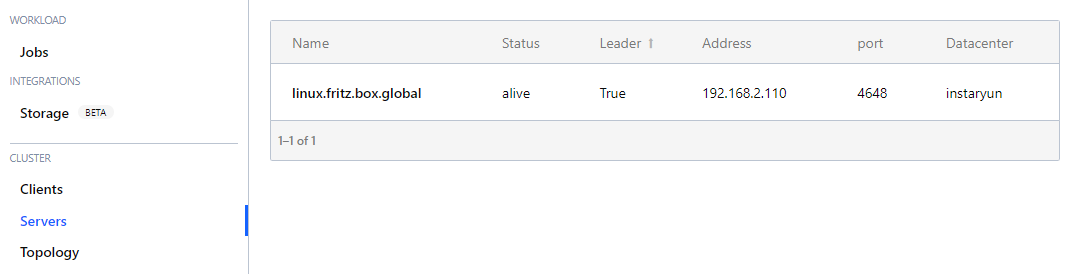 WORKLOAD
Jobs
INTEGRATIONS
Storage BETA
CLUSTER
Clients
Servers
Topology
Name Status Leader ↑ Address port Datacenter
linux.fritz.box.global alive True 192.168.2.110 4648 instaryun
1–1 of 1